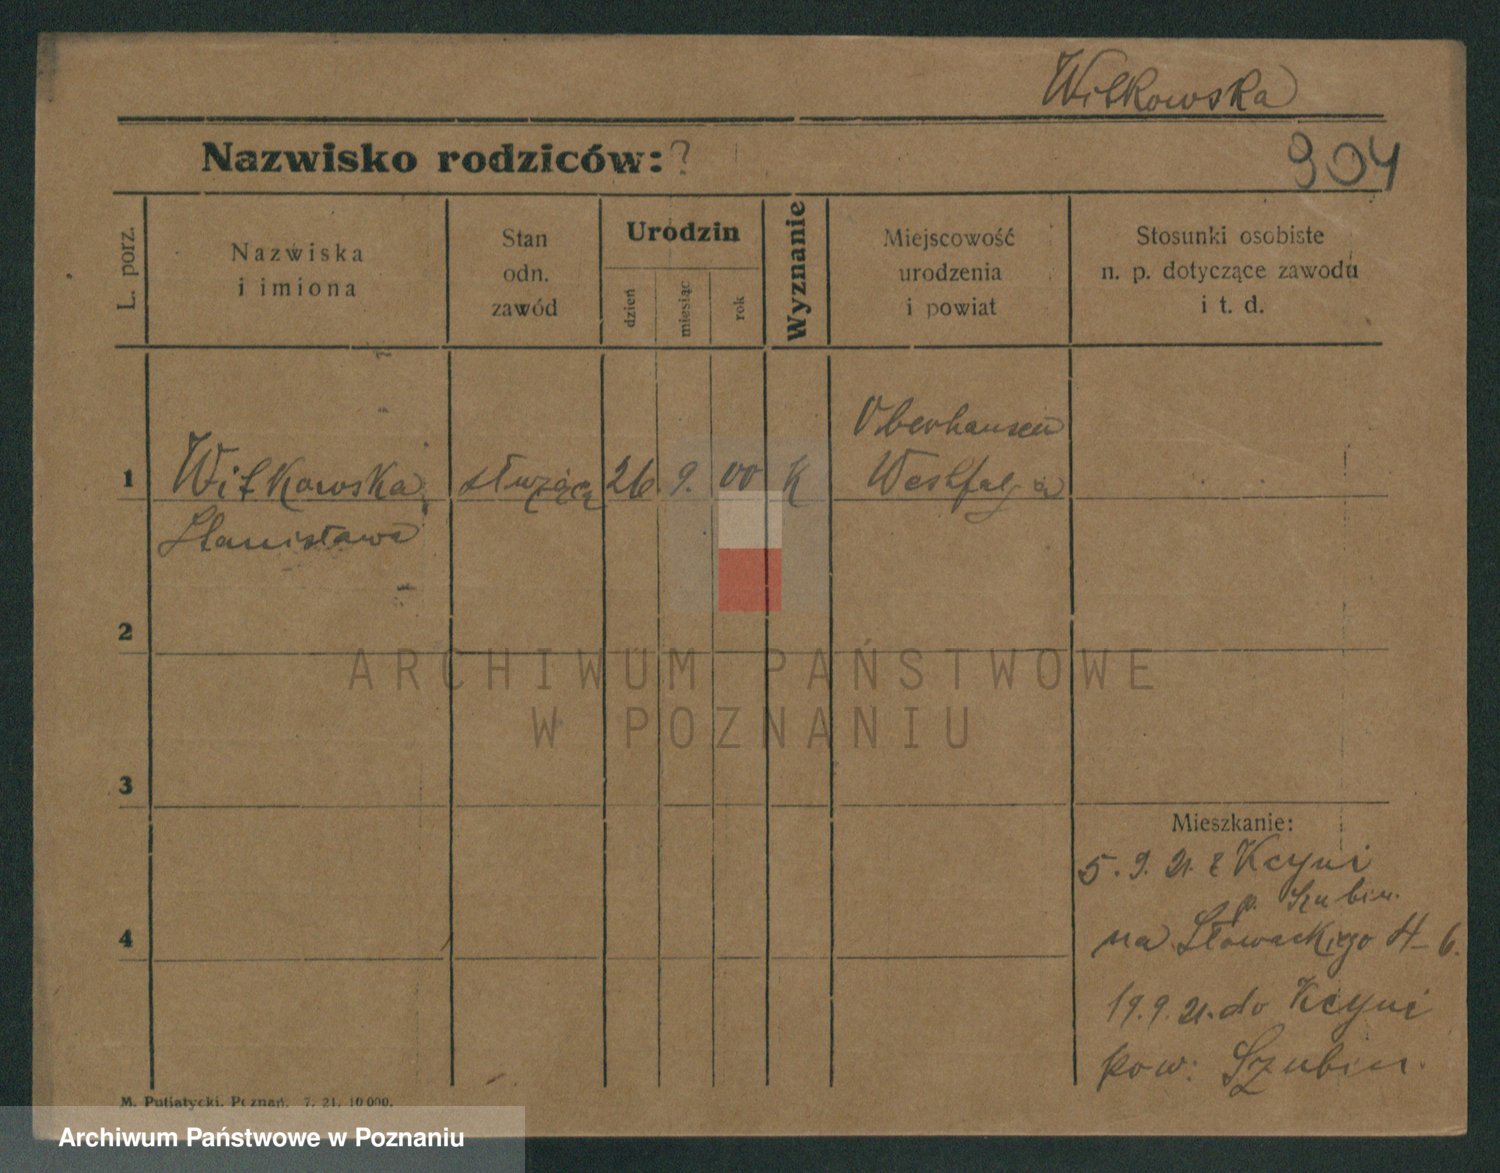 Wilkowska
904
Nazwisko rodziców: ?
L. porz.
Nazwiska
i imiona
Stan
odn.
zawód
Urodzin
dzień
miesiąc
rok
Wyznanie
Miejscowość
urodzenia
i powiat
Stosunki osobiste
n. p. dotyczące zawodu
i t. d.
1
Wilkowska
Stanisława
służąca
26
9.
00
K
Oberhausen
Westfalja
2
ARCHIWUM PAŃSTWOWE
W POZNANIU
3
4
Mieszkanie:
5. 9. 21. z Kcyni
p. Szubin.
na Słowackiego 4-6.
19. 9. 21. do Kcyni
pow: Szubin.
M. Putiatycki, Poznań. 7. 21. 10 000.
Archiwum Państwowe w Poznaniu